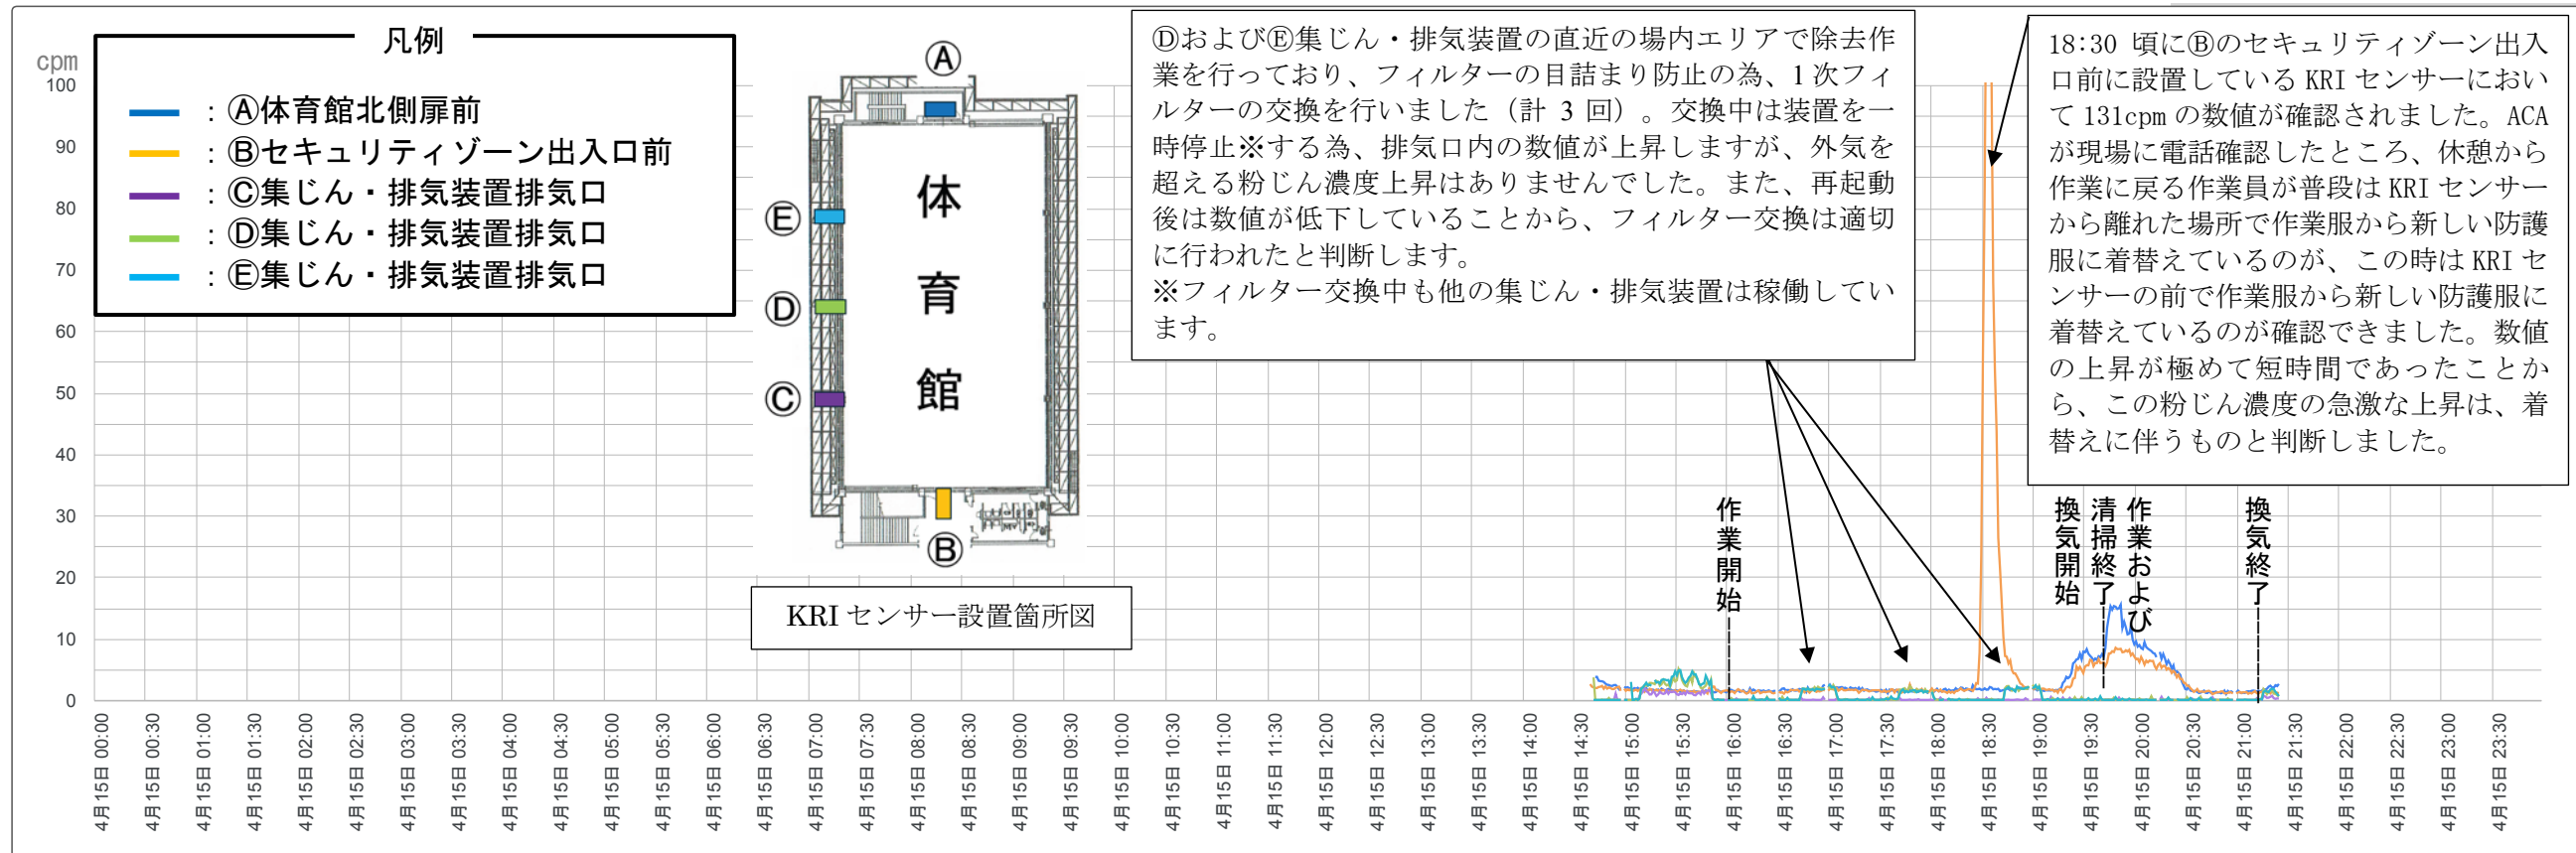 凡例
cpm
: Ⓐ体育館北側扉前
: Ⓑセキュリティゾーン出入口前
: Ⓒ集じん・排気装置排気口
: Ⓓ集じん・排気装置排気口
: Ⓔ集じん・排気装置排気口
100
90
80
70
60
50
40
30
20
10
0
Ⓐ
Ⓔ
Ⓓ
Ⓒ
Ⓑ
体育館
KRI センサー設置箇所図
ⒹおよびⒺ集じん・排気装置の直近の場内エリアで除去作
業を行っており、フィルターの目詰まり防止の為、1 次フィ
ルターの交換を行いました（計 3 回）。交換中は装置を一
時停止※する為、排気口内の数値が上昇しますが、外気を
超える粉じん濃度上昇はありませんでした。また、再起動
後は数値が低下していることから、フィルター交換は適切
に行われたと判断します。
※フィルター交換中も他の集じん・排気装置は稼働してい
ます。
18:30 頃にⒷのセキュリティゾーン出入
口前に設置している KRI センサーにおい
て 131cpm の数値が確認されました。ACA
が現場に電話確認したところ、休憩から
作業に戻る作業員が普段は KRI センサー
から離れた場所で作業服から新しい防護
服に着替えているのが、この時は KRI セ
ンサーの前で作業服から新しい防護服に
着替えているのが確認できました。数値
の上昇が極めて短時間であったことか
ら、この粉じん濃度の急激な上昇は、着
替えに伴うものと判断しました。
作業開始
作業および
清掃終了
換気開始
換気終了
4月15日 00:00
4月15日 00:30
4月15日 01:00
4月15日 01:30
4月15日 02:00
4月15日 02:30
4月15日 03:00
4月15日 03:30
4月15日 04:00
4月15日 04:30
4月15日 05:00
4月15日 05:30
4月15日 06:00
4月15日 06:30
4月15日 07:00
4月15日 07:30
4月15日 08:00
4月15日 08:30
4月15日 09:00
4月15日 09:30
4月15日 10:00
4月15日 10:30
4月15日 11:00
4月15日 11:30
4月15日 12:00
4月15日 12:30
4月15日 13:00
4月15日 13:30
4月15日 14:00
4月15日 14:30
4月15日 15:00
4月15日 15:30
4月15日 16:00
4月15日 16:30
4月15日 17:00
4月15日 17:30
4月15日 18:00
4月15日 18:30
4月15日 19:00
4月15日 19:30
4月15日 20:00
4月15日 20:30
4月15日 21:00
4月15日 21:30
4月15日 22:00
4月15日 22:30
4月15日 23:00
4月15日 23:30